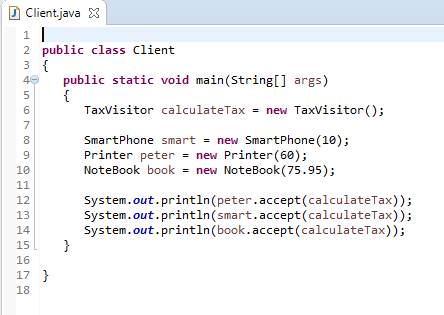 Client.java
1
2 public class Client
3 {
4 public static void main(String[] args)
5 {
6 TaxVisitor calculateTax = new TaxVisitor();
7
8 SmartPhone smart = new SmartPhone(10);
9 Printer peter = new Printer(60);
10 NoteBook book = new NoteBook(75.95);
11
12 System.out.println(peter.accept(calculateTax));
13 System.out.println(smart.accept(calculateTax));
14 System.out.println(book.accept(calculateTax));
15 }
16
17 }
18